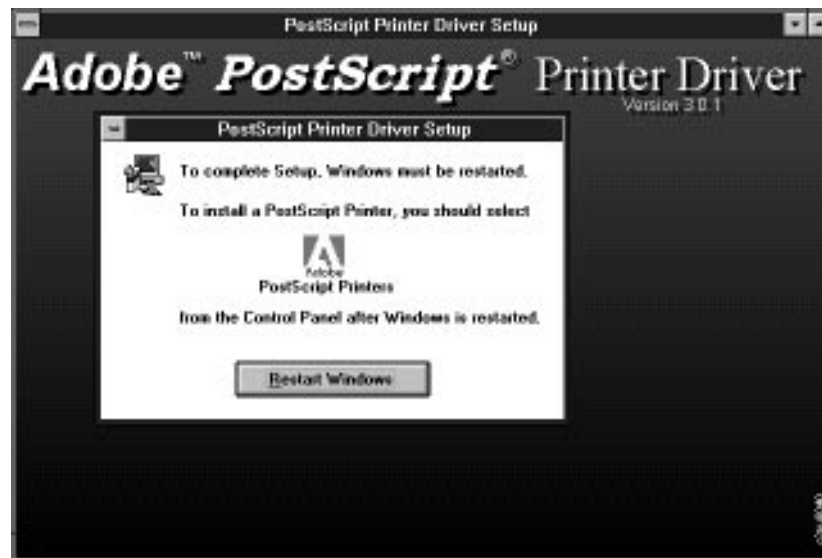 PostScript Printer Driver Setup
Adobe™ PostScript® Printer Driver
Version 3.0.1
PostScript Printer Driver Setup
To complete Setup, Windows must be restarted.
To install a PostScript Printer, you should select
Adobe
PostScript Printers
from the Control Panel after Windows is restarted.
Restart Windows